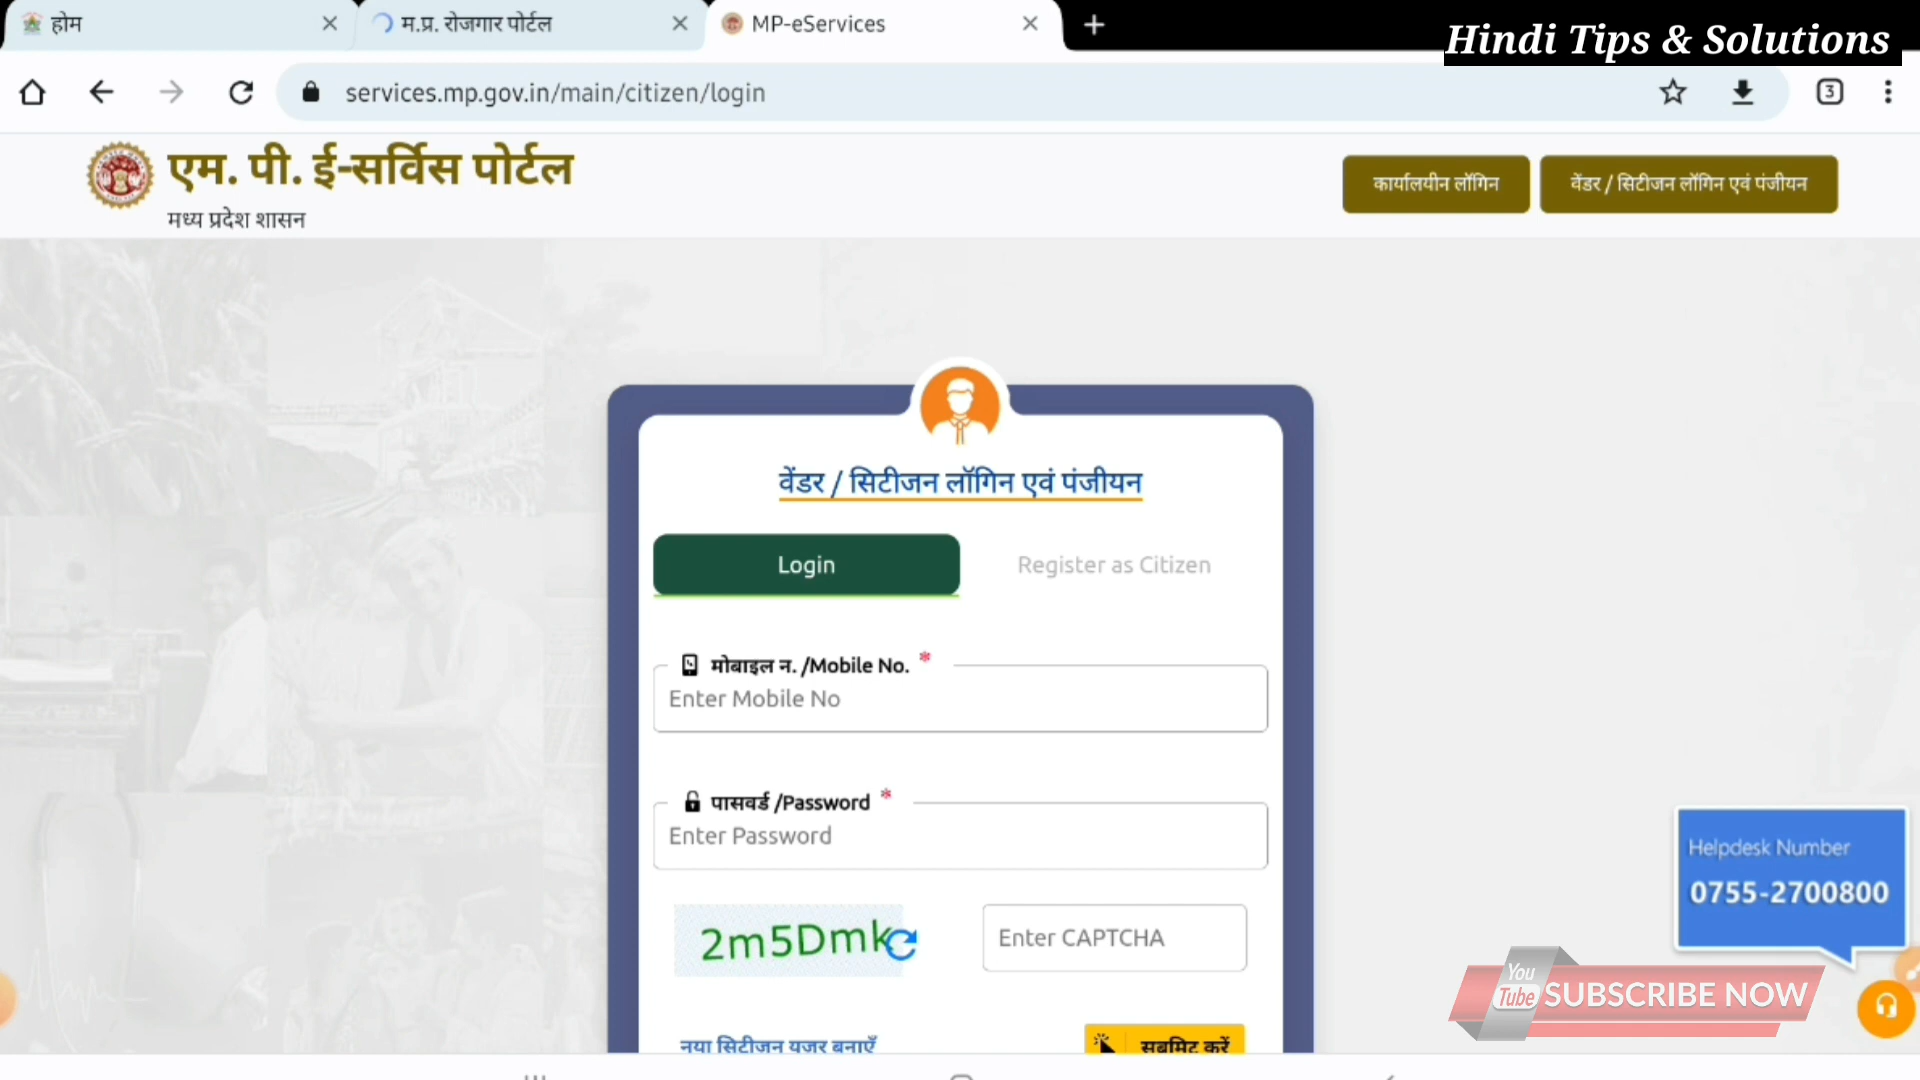 होम
म.प्र. रोजगार पोर्टल
MP-eServices
Hindi Tips & Solutions
services.mp.gov.in/main/citizen/login
3
एम. पी. ई-सर्विस पोर्टल
मध्य प्रदेश शासन
कार्यालयीन लॉगिन
वेंडर / सिटीजन लॉगिन एवं पंजीयन
वेंडर / सिटीजन लॉगिन एवं पंजीयन
Login
Register as Citizen
मोबाइल न. /Mobile No. *
Enter Mobile No
पासवर्ड /Password *
Enter Password
2m5Dmk
Enter CAPTCHA
नया सिटीजन यूजर बनाएँ
सबमिट करें
Helpdesk Number
0755-2700800
You
Tube
SUBSCRIBE NOW